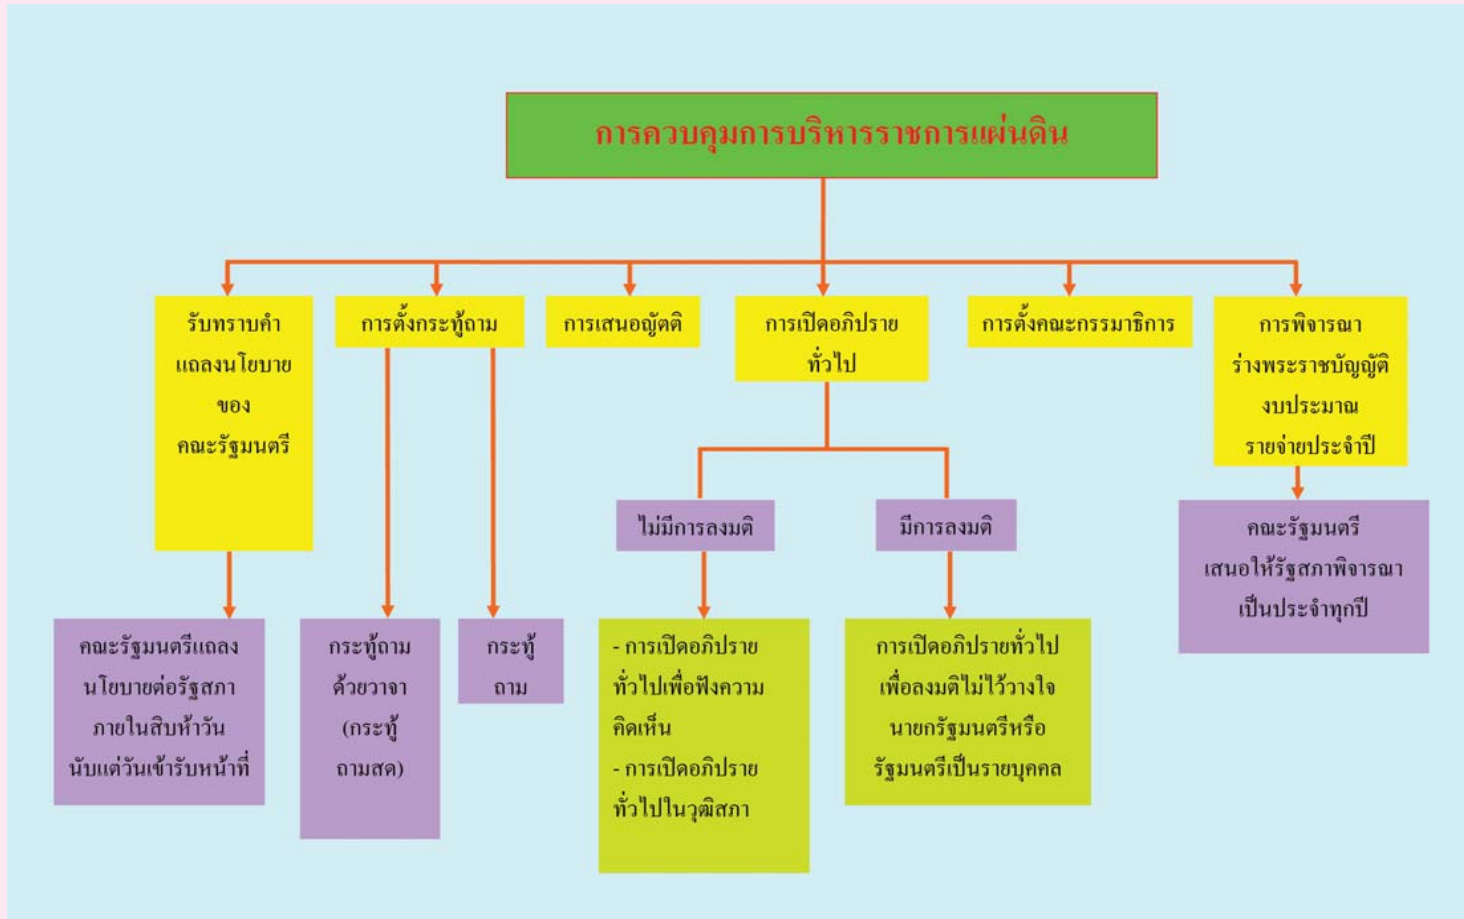 การควบคุมการบริหารราชการแผ่นดิน
รับทราบคำ
แถลงนโยบาย
ของ
คณะรัฐมนตรี
การตั้งกระทู้ถาม
การเสนอญัตติ
การเปิดอภิปราย
ทั่วไป
การตั้งคณะกรรมาธิการ
การพิจารณา
ร่างพระราชบัญญัติ
งบประมาณ
รายจ่ายประจำปี
ไม่มีการลงมติ
มีการลงมติ
คณะรัฐมนตรี
เสนอให้รัฐสภาพิจารณา
เป็นประจำทุกปี
คณะรัฐมนตรีแถลง
นโยบายต่อรัฐสภา
ภายในสิบห้าวัน
นับแต่วันเข้ารับหน้าที่
กระทู้ถาม
ด้วยวาจา
(กระทู้
ถามสด)
กระทู้
ถาม
- การเปิดอภิปราย
ทั่วไปเพื่อฟังความ
คิดเห็น
- การเปิดอภิปราย
ทั่วไปในวุฒิสภา
การเปิดอภิปรายทั่วไป
เพื่อลงมติไม่ไว้วางใจ
นายกรัฐมนตรีหรือ
รัฐมนตรีเป็นรายบุคคล